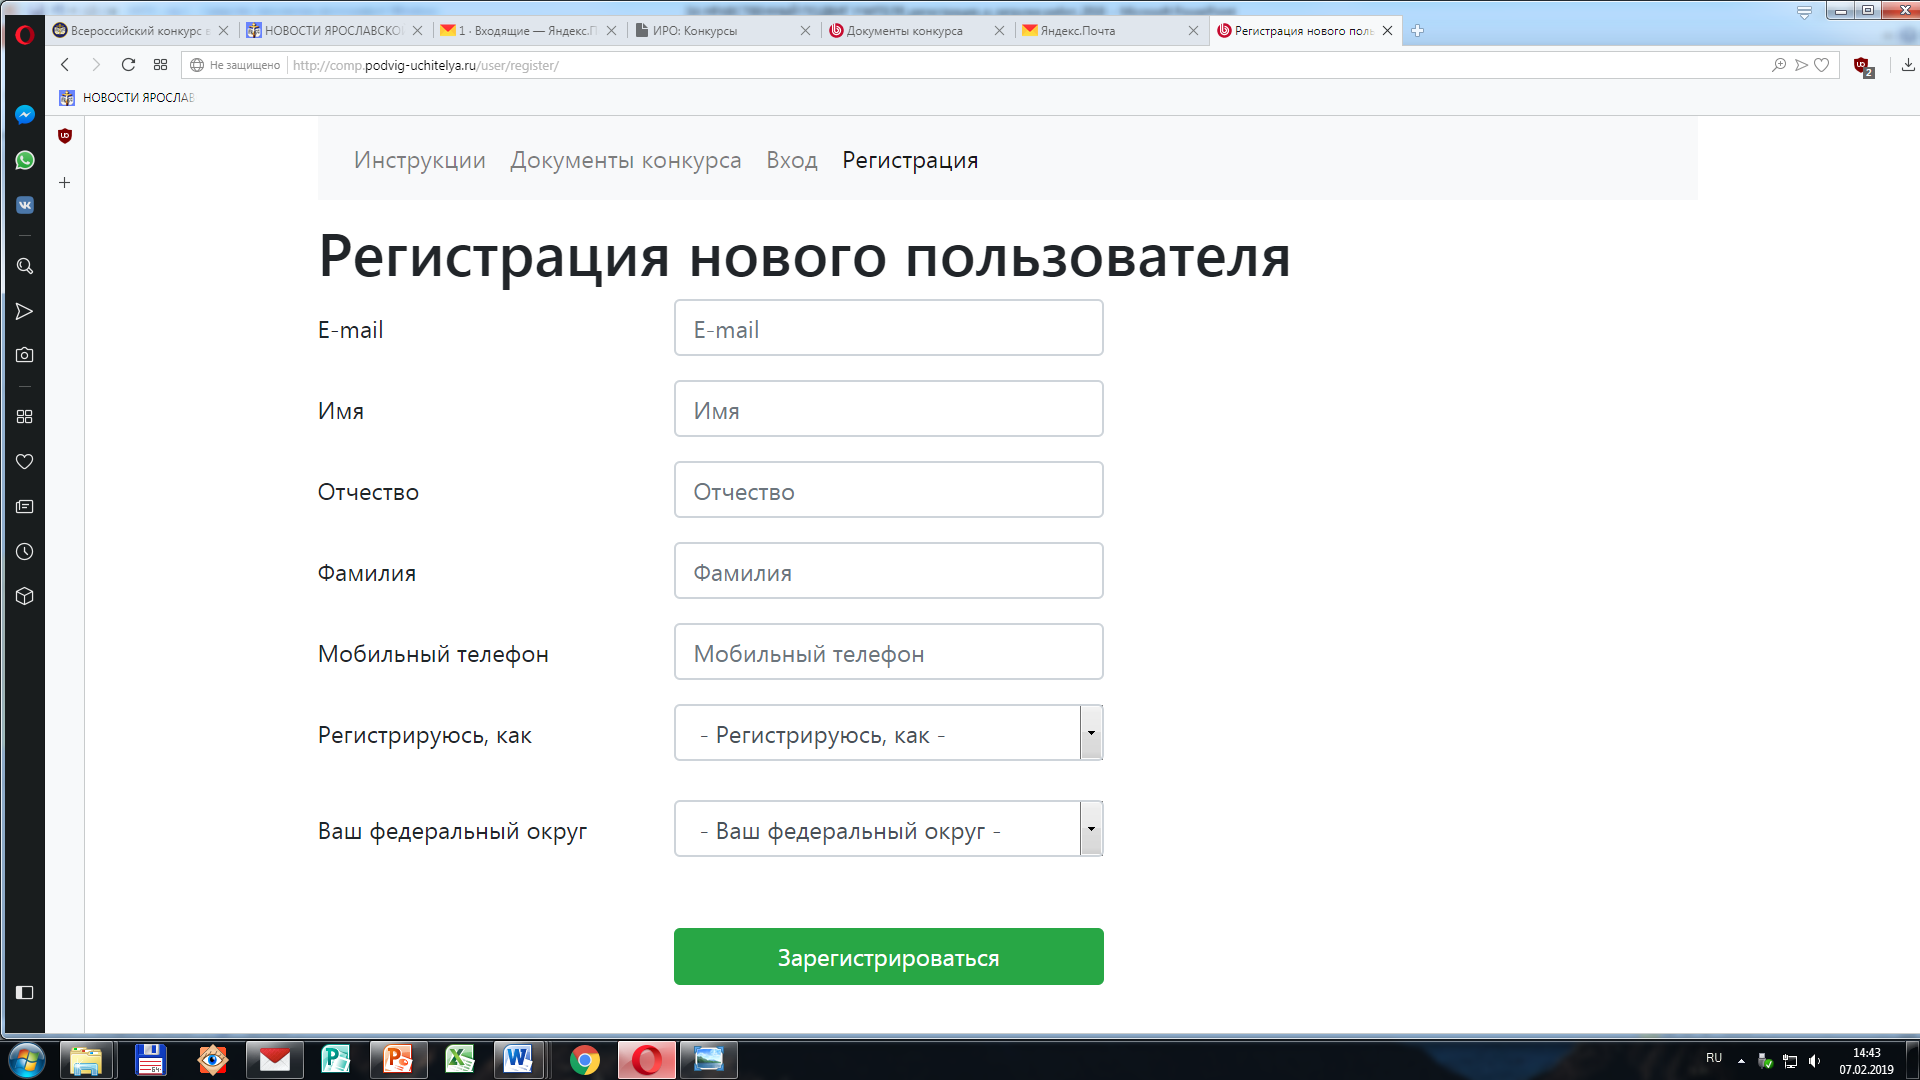 Всероссийский конкурс в
НОВОСТИ ЯРОСЛАВСКО
1 · Входящие — Яндекс.П
ИРО: Конкурсы
Документы конкурса
Яндекс.Почта
Регистрация нового поль
Не защищено
http://comp.podvig-uchitelya.ru/user/register/
2
НОВОСТИ ЯРОСЛАВ
Инструкции Документы конкурса Вход Регистрация
Регистрация нового пользователя
E-mail
E-mail
Имя
Имя
Отчество
Отчество
Фамилия
Фамилия
Мобильный телефон
Мобильный телефон
Регистрируюсь, как
- Регистрируюсь, как -
Ваш федеральный округ
- Ваш федеральный округ -
Зарегистрироваться
RU
14:43
07.02.2019